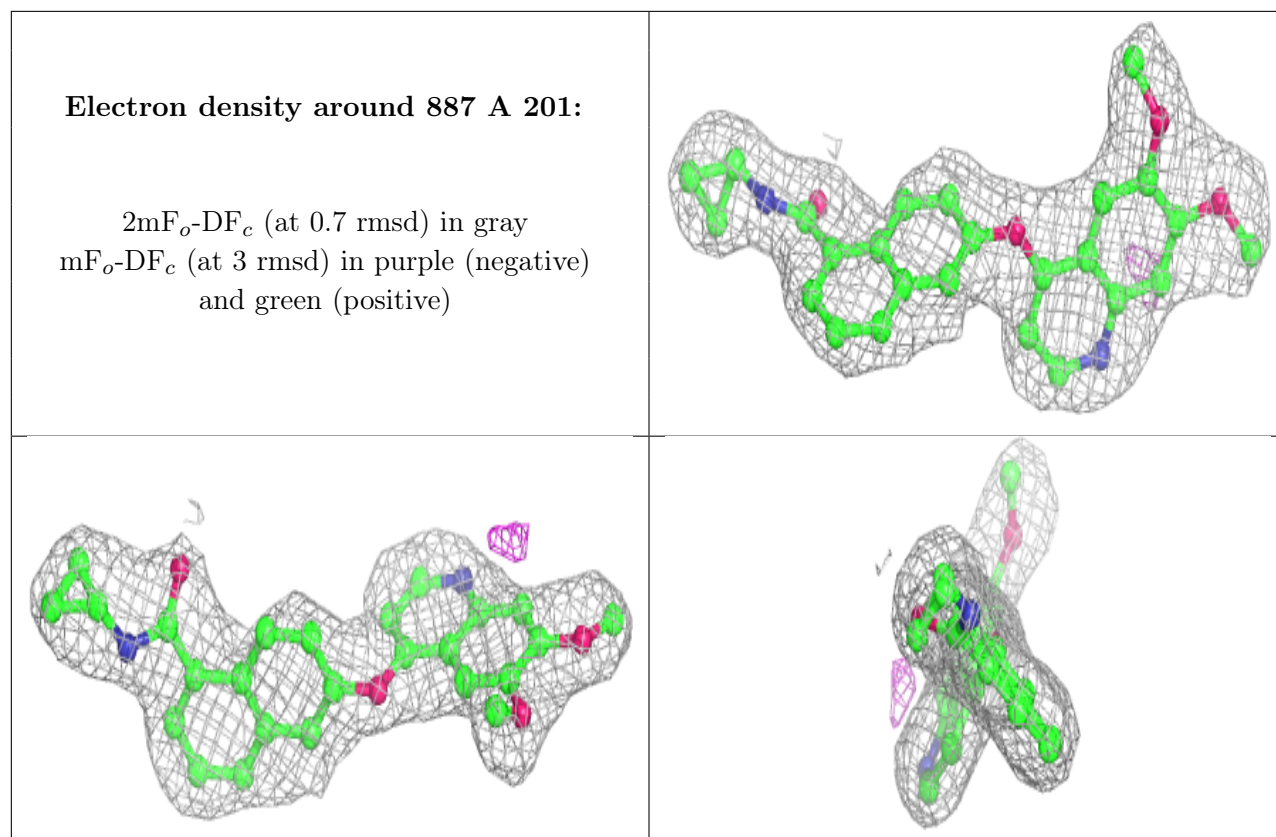 Electron density around 887 A 201:
2mFₒ-DF𝒸 (at 0.7 rmsd) in gray
mFₒ-DF𝒸 (at 3 rmsd) in purple (negative)
and green (positive)